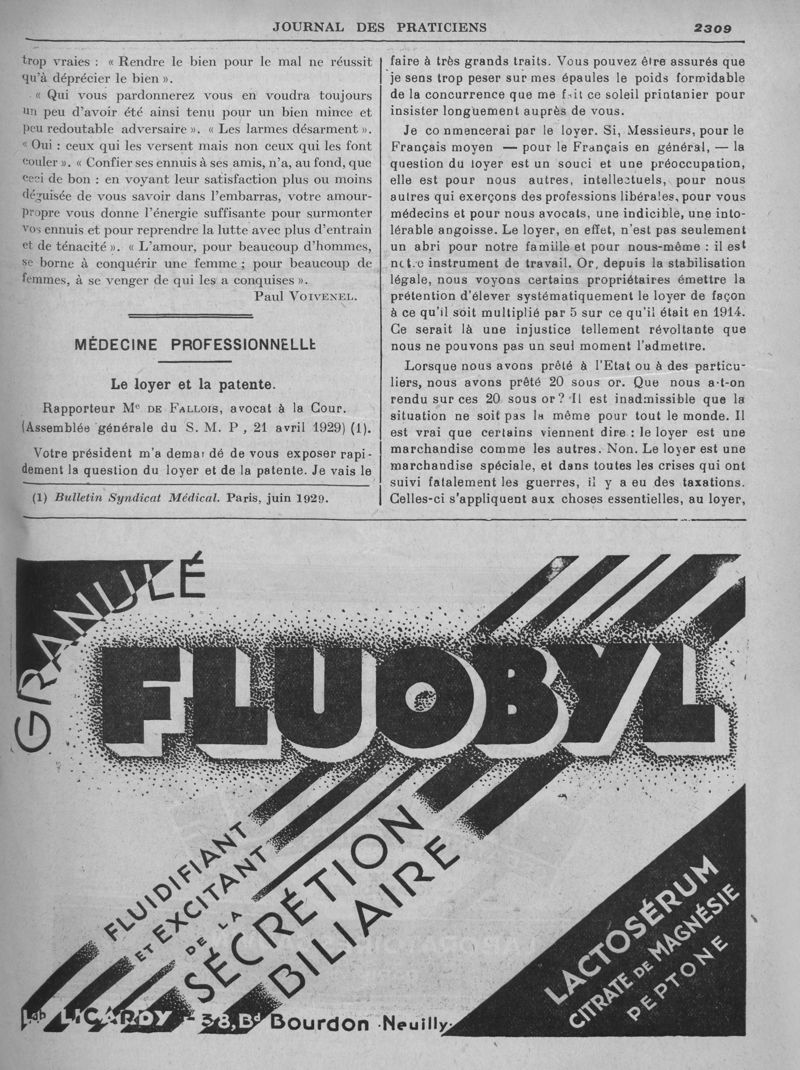 JOURNAL DES PRATICIENS 2309
trop vraies : « Rendre le bien pour le mal ne réussit
qu'à déprécier le bien ».
« Qui vous pardonnerez vous en voudra toujours
un peu d'avoir été ainsi tenu pour un bien mince et
peu redoutable adversaire ». « Les larmes désarment ».
« Oui : ceux qui les versent mais non ceux qui les font
couler ». « Confier ses ennuis à ses amis, n'a, au fond, que
ceci de bon : en voyant leur satisfaction plus ou moins
déguisée de vous savoir dans l'embarras, votre amour-
propre vous donne l'énergie suffisante pour surmonter
vos ennuis et pour reprendre la lutte avec plus d'entrain
et de ténacité ». « L'amour, pour beaucoup d'hommes,
se borne à conquérir une femme ; pour beaucoup de
femmes, à se venger de qui les a conquises ».
Paul VOIVENEL.
MÉDECINE PROFESSIONNELLE
Le loyer et la patente.
Rapporteur Me DE FALLOIS, avocat à la Cour.
(Assemblée générale du S. M. P, 21 avril 1929) (1).
Votre président m'a demandé de vous exposer rapi-
dement la question du loyer et de la patente. Je vais le
(1) Bulletin Syndicat Médical. Paris, juin 1929.
faire à très grands traits. Vous pouvez être assurés que
je sens trop peser sur mes épaules le poids formidable
de la concurrence que me fait ce soleil printanier pour
insister longuement auprès de vous.
Je commencerai par le loyer. Si, Messieurs, pour le
Français moyen — pour le Français en général, — la
question du loyer est un souci et une préoccupation,
elle est pour nous autres, intellectuels, pour nous
autres qui exerçons des professions libérales, pour vous
médecins et pour nous avocats, une indicible, une into-
lérable angoisse. Le loyer, en effet, n'est pas seulement
un abri pour notre famille et pour nous-même : il est
notre instrument de travail. Or, depuis la stabilisation
légale, nous voyons certains propriétaires émettre la
prétention d'élever systématiquement le loyer de façon
à ce qu'il soit multiplié par 5 sur ce qu'il était en 1914.
Ce serait là une injustice tellement révoltante que
nous ne pouvons pas un seul moment l'admettre.
Lorsque nous avons prêté à l'Etat ou à des particu-
liers, nous avons prêté 20 sous or. Que nous a-t-on
rendu sur ces 20 sous or ? Il est inadmissible que la
situation ne soit pas la même pour tout le monde. Il
est vrai que certains viennent dire : le loyer est une
marchandise comme les autres. Non. Le loyer est une
marchandise spéciale, et dans toutes les crises qui ont
suivi fatalement les guerres, il y a eu des taxations.
Celles-ci s'appliquent aux choses essentielles, au loyer,
GRANULÉ
FLUOBYL
FLUIDIFIANT
ET EXCITANT
DE LA
SÉCRÉTION
BILIAIRE
LACTOSÉRUM
CITRATE DE MAGNÉSIE
PEPTONE
Lab LICARDY - 38, Bd Bourdon - Neuilly.